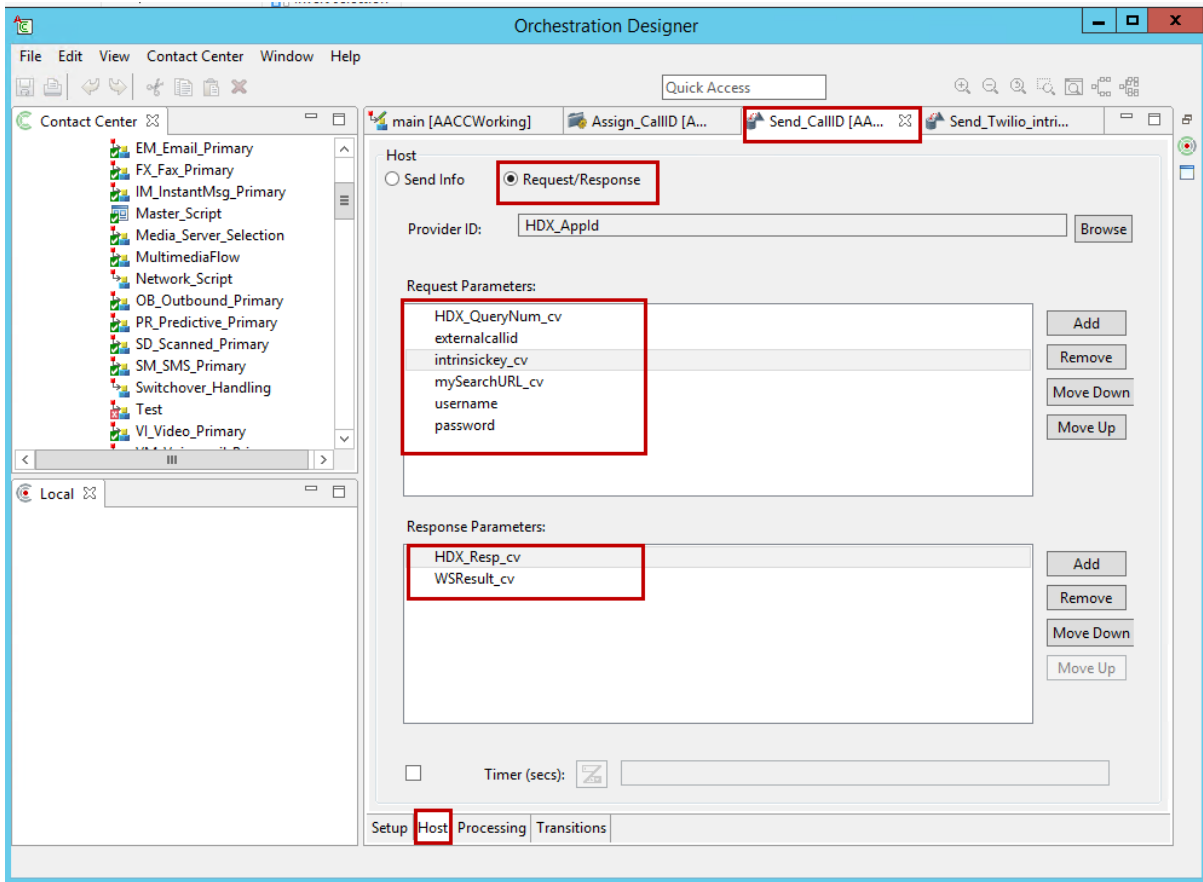 Orchestration Designer
File Edit View Contact Center Window Help
Quick Access
Contact Center
EM_Email_Primary
FX_Fax_Primary
IM_InstantMsg_Primary
Master_Script
Media_Server_Selection
MultimediaFlow
Network_Script
OB_Outbound_Primary
PR_Predictive_Primary
SD_Scanned_Primary
SM_SMS_Primary
Switchover_Handling
Test
VI_Video_Primary
Local
main [AACCWorking] Assign_CallID [A... Send_CallID [AA... Send_Twilio_intri...
Host
Send Info Request/Response
Provider ID: HDX_AppId Browse
Request Parameters:
HDX_QueryNum_cv
externalcallid
intrinsickey_cv
mySearchURL_cv
username
password
Add
Remove
Move Down
Move Up
Response Parameters:
HDX_Resp_cv
WSResult_cv
Add
Remove
Move Down
Move Up
Timer (secs):
Setup Host Processing Transitions